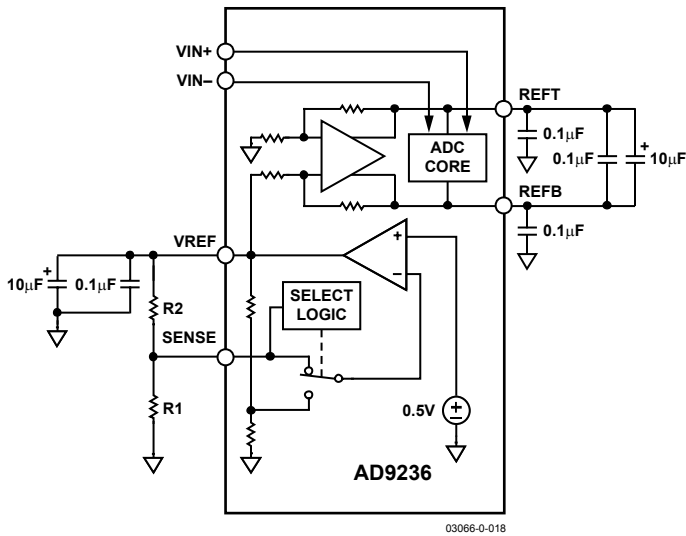 VIN+
VIN–
REFT
ADC
CORE
0.1µF
0.1µF
+
10µF
REFB
0.1µF
VREF
+
–
+
10µF
0.1µF
R2
SELECT
LOGIC
SENSE
R1
0.5V
+
–
AD9236
03066-0-018